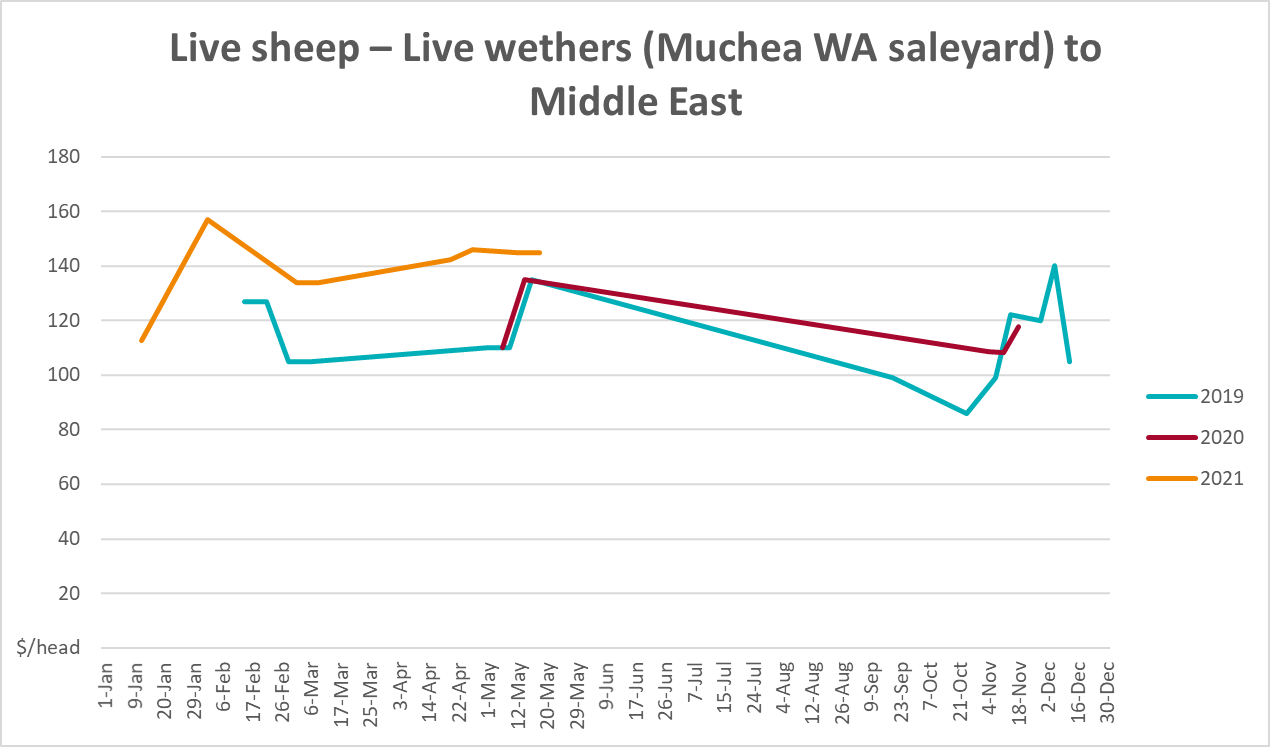 Live sheep – Live wethers (Muchea WA saleyard) to
Middle East
180
160
140
120
100
80
60
40
20
$/head
1-Jan
9-Jan
20-Jan
29-Jan
6-Feb
17-Feb
26-Feb
6-Mar
17-Mar
25-Mar
3-Apr
14-Apr
22-Apr
1-May
12-May
20-May
29-May
9-Jun
17-Jun
26-Jun
7-Jul
15-Jul
24-Jul
4-Aug
12-Aug
26-Aug
9-Sep
23-Sep
7-Oct
21-Oct
4-Nov
18-Nov
2-Dec
16-Dec
30-Dec
2019
2020
2021